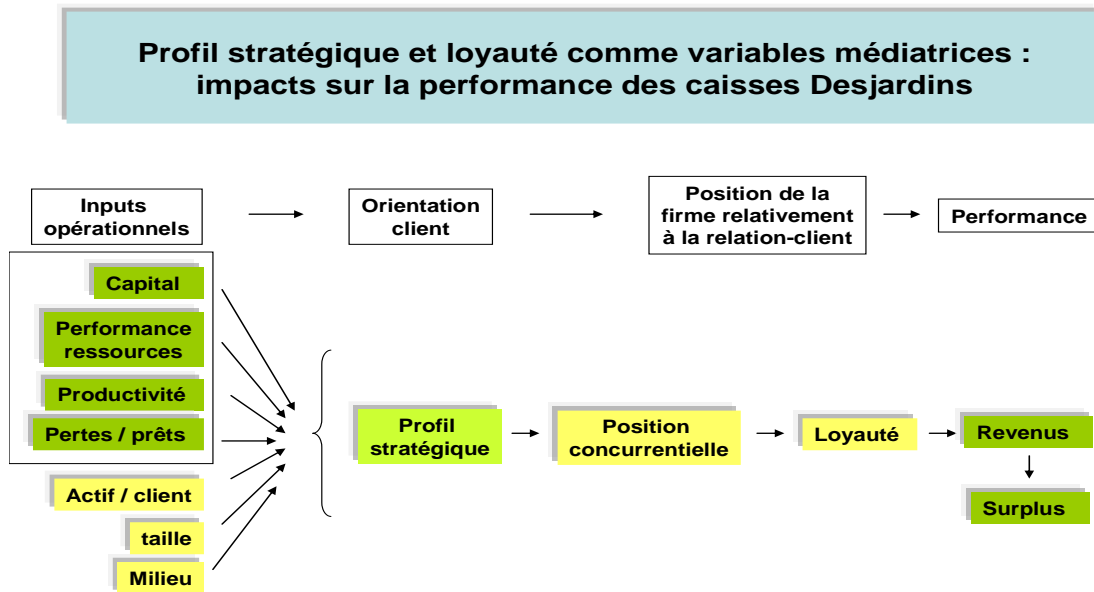 Profil stratégique et loyauté comme variables médiatrices :
impacts sur la performance des caisses Desjardins
Inputs
opérationnels
Orientation
client
Position de la
firme relativement
à la relation-client
Performance
Capital
Performance
ressources
Productivité
Pertes / prêts
Actif / client
taille
Milieu
Profil
stratégique
Position
concurrentielle
Loyauté
Revenus
Surplus